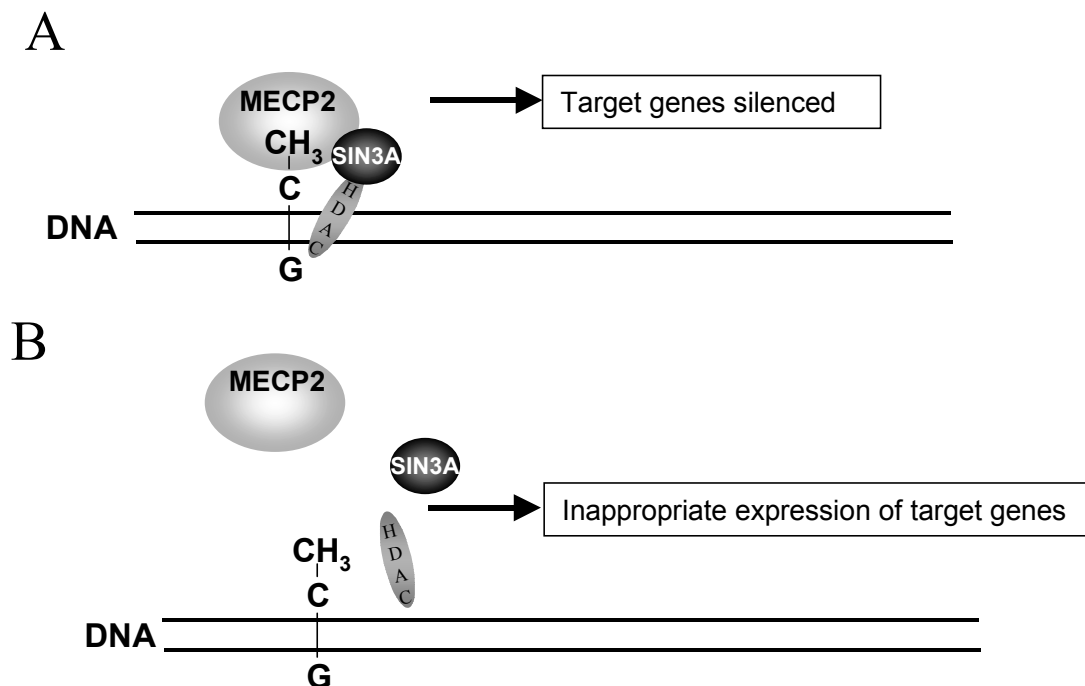 A
MECP2
Target genes silenced
CH3
SIN3A
HDAC
C
DNA
G
B
MECP2
SIN3A
Inappropriate expression of target genes
HDAC
CH3
C
DNA
G